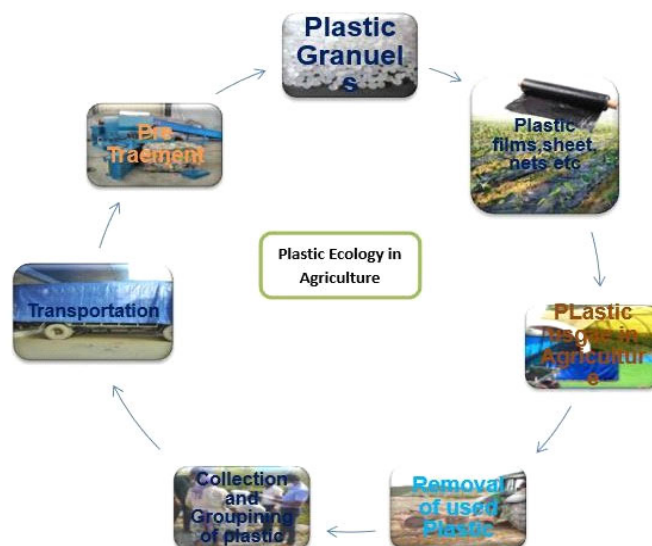 Plastic
Granuel
s
Plastic
films,sheet,
nets etc
PLastic
usgae in
Agricultur
s
Removal
of used
Plastic
Collection
and
Groupining
of plastic
Transportation
Pre
Traement
Plastic Ecology in
Agriculture